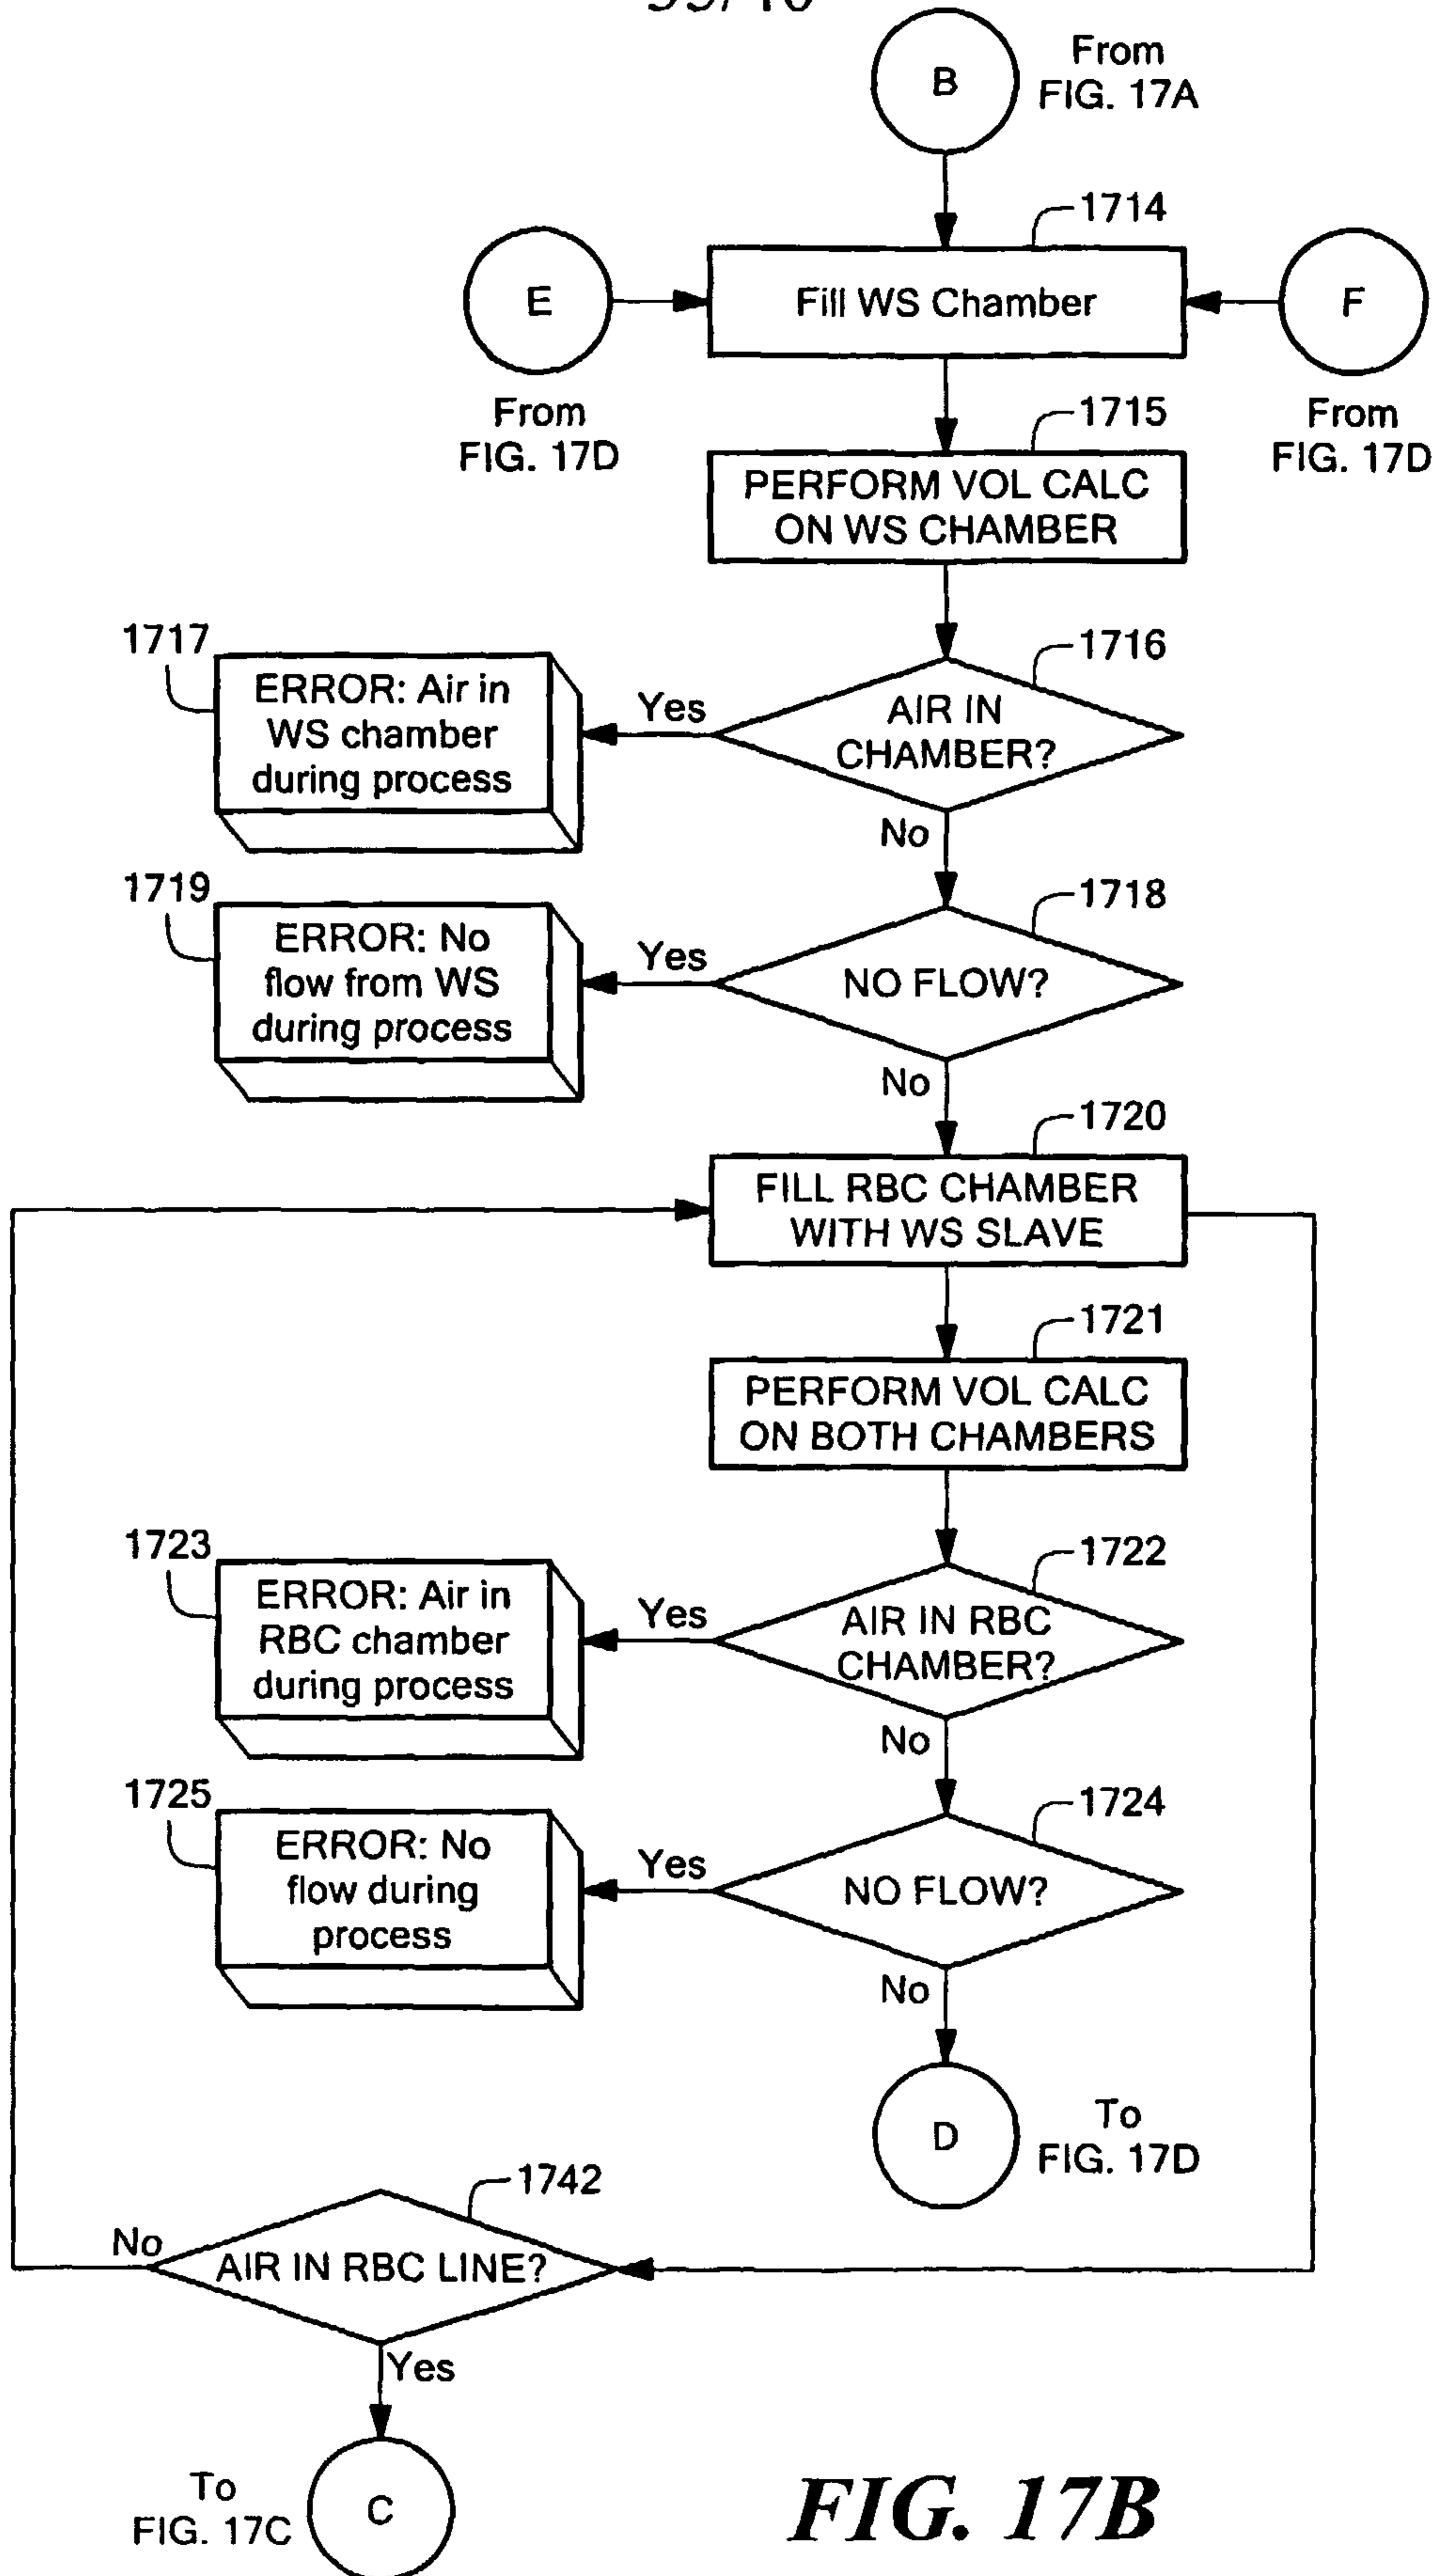 B
From
FIG. 17A
1714
E
Fill WS Chamber
F
From
FIG. 17D
From
FIG. 17D
1715
PERFORM VOL CALC
ON WS CHAMBER
1717
ERROR: Air in
WS chamber
during process
Yes
1716
AIR IN
CHAMBER?
No
1719
ERROR: No
flow from WS
during process
Yes
1718
NO FLOW?
No
1720
FILL RBC CHAMBER
WITH WS SLAVE
1721
PERFORM VOL CALC
ON BOTH CHAMBERS
1723
ERROR: Air in
RBC chamber
during process
Yes
1722
AIR IN RBC
CHAMBER?
No
1725
ERROR: No
flow during
process
Yes
1724
NO FLOW?
No
D
To
FIG. 17D
1742
No
AIR IN RBC LINE?
Yes
To
FIG. 17C
C
FIG. 17B